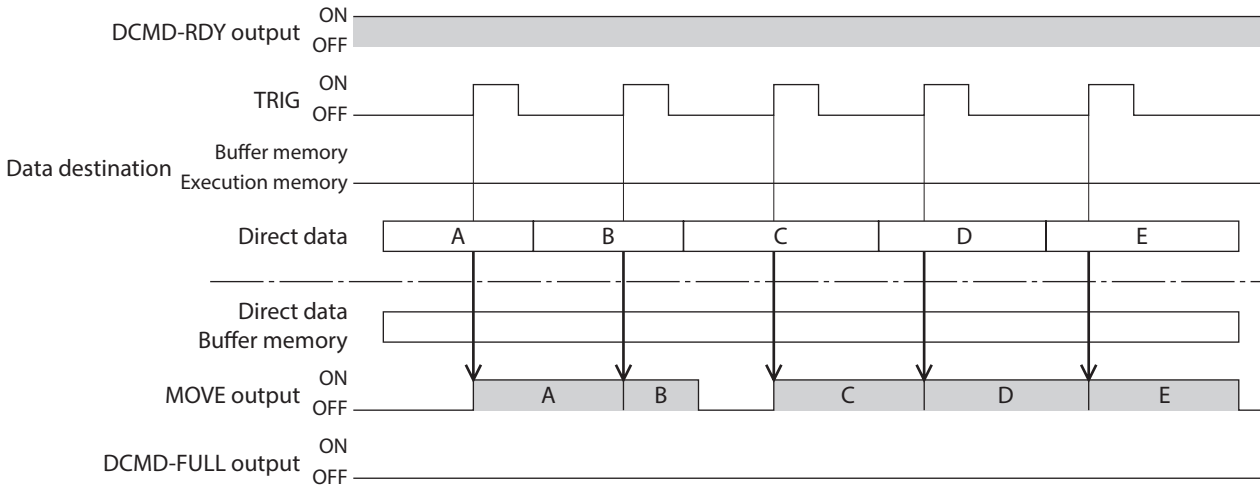 ON
DCMD-RDY output
OFF
ON
TRIG
OFF
Buffer memory
Data destination
Execution memory
Direct data A B C D E
Direct data
Buffer memory
ON
MOVE output A B C D E
OFF
ON
DCMD-FULL output
OFF